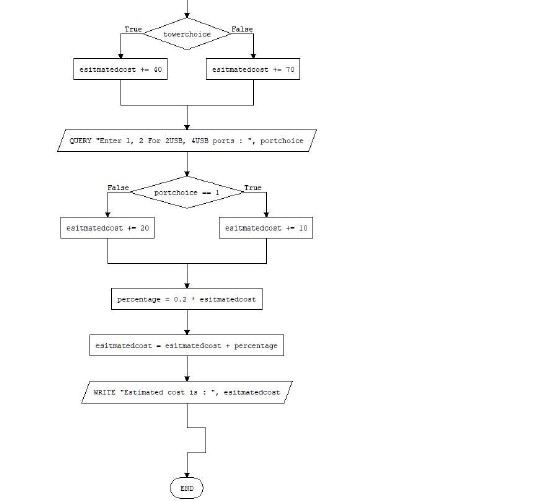 True
towerchoice
False
esitmatedcost += 40
esitmatedcost += 70
QUERY "Enter 1, 2 For 2USB, 4USB ports : ", portchoice
False
portchoice == 1
True
esitmatedcost += 20
esitmatedcost += 10
percentage = 0.2 * esitmatedcost
esitmatedcost = esitmatedcost + percentage
WRITE "Estimated cost is : ", esitmatedcost
END